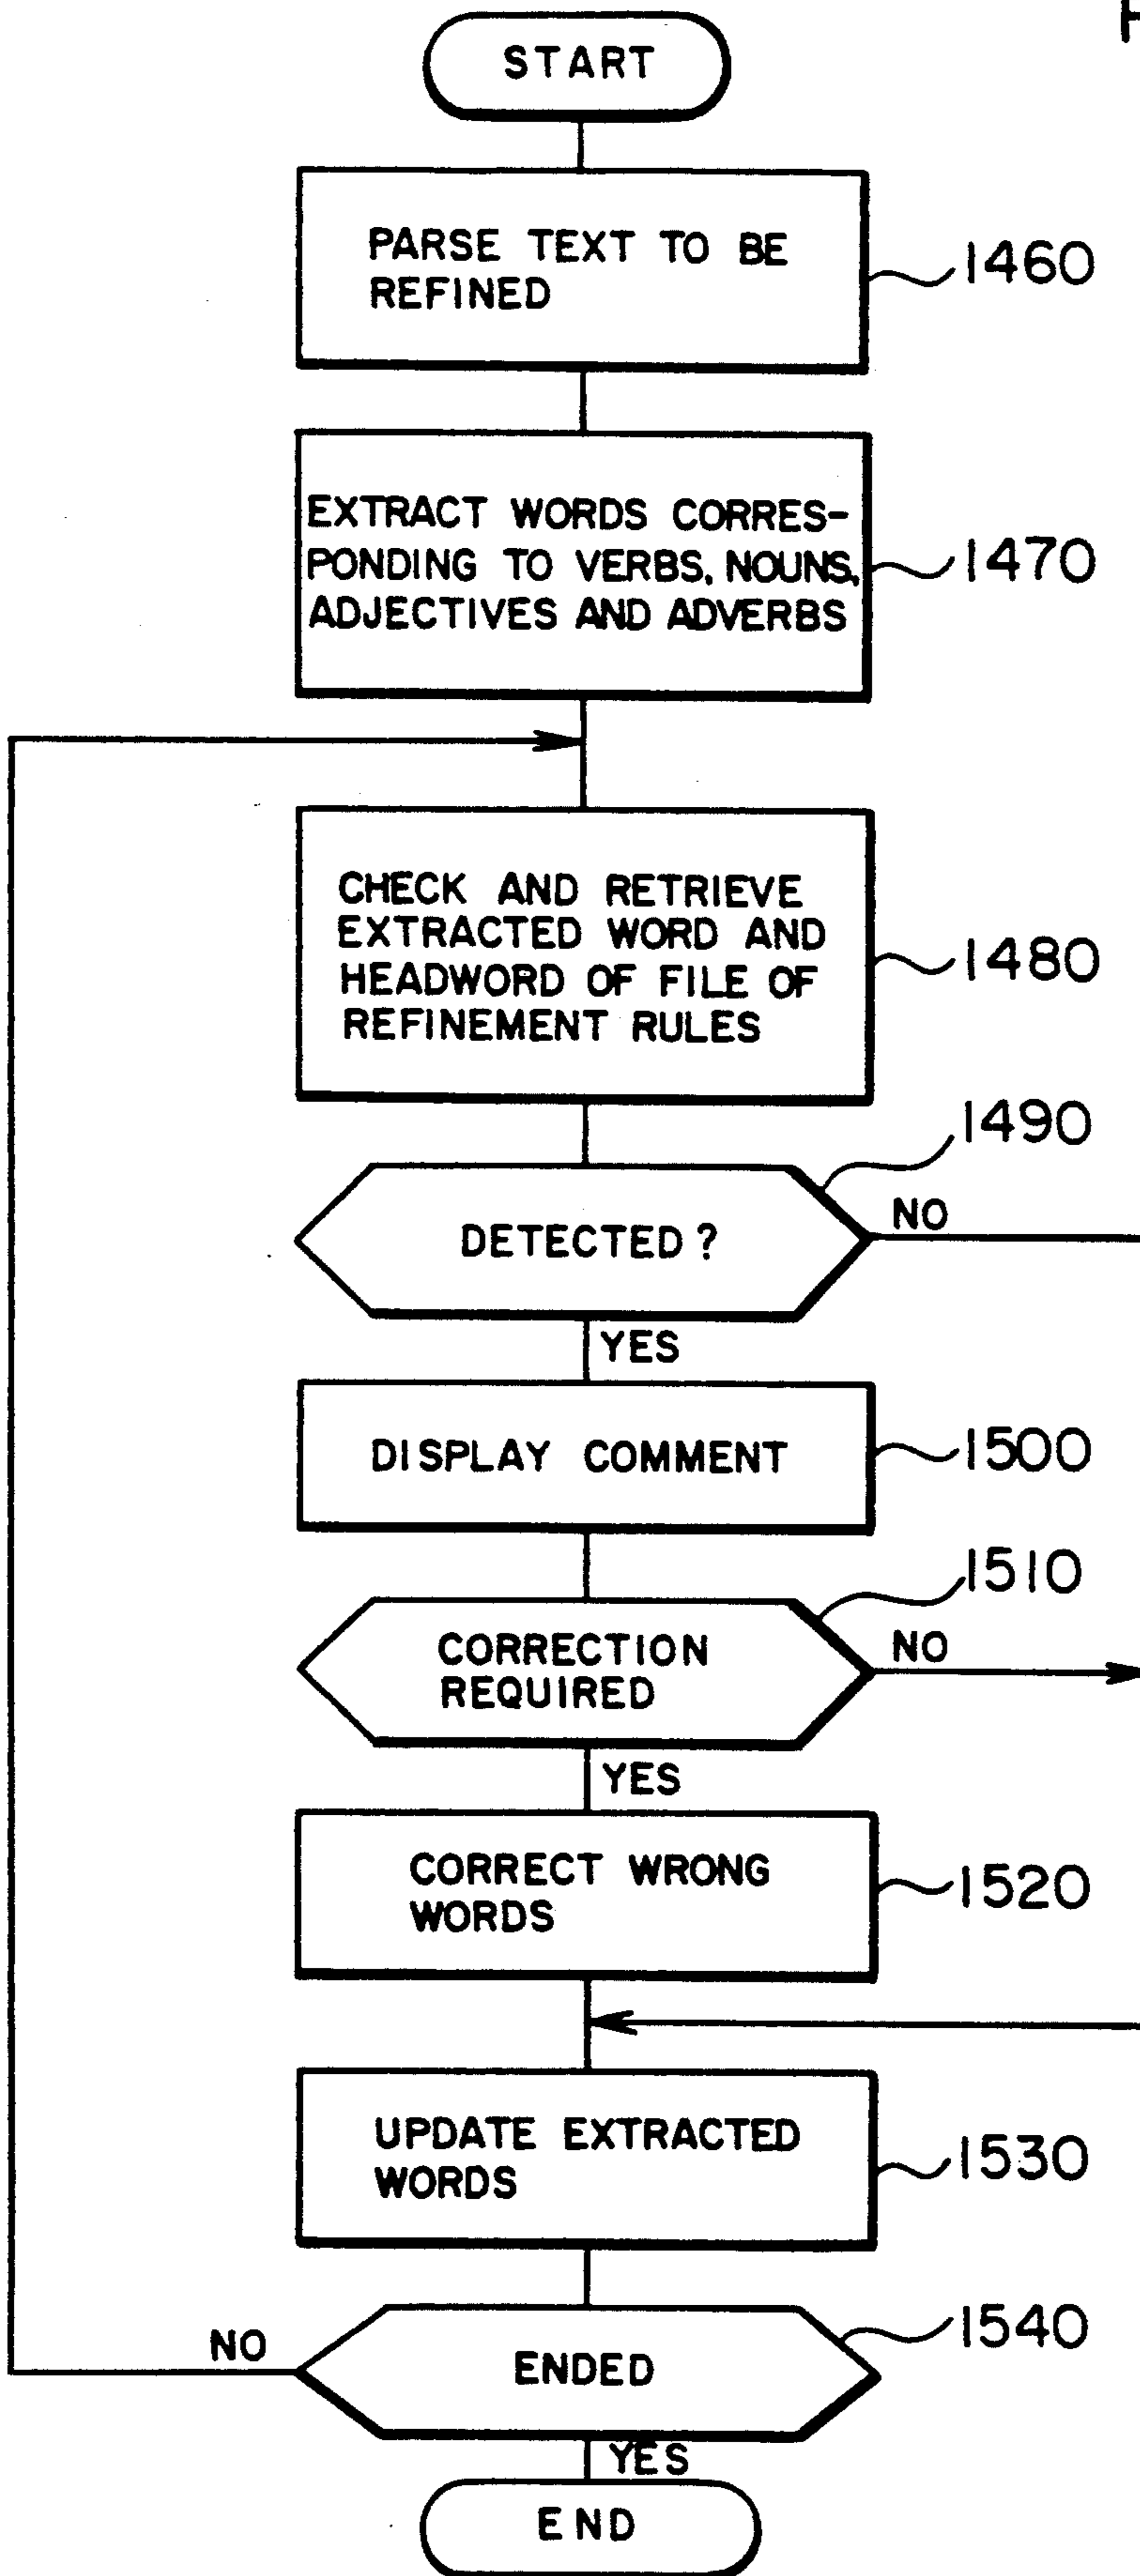 START
PARSE TEXT TO BE
REFINED
1460
EXTRACT WORDS CORRES-
PONDING TO VERBS, NOUNS,
ADJECTIVES AND ADVERBS
1470
CHECK AND RETRIEVE
EXTRACTED WORD AND
HEADWORD OF FILE OF
REFINEMENT RULES
1480
1490
DETECTED ?
NO
YES
DISPLAY COMMENT
1500
1510
CORRECTION
REQUIRED
NO
YES
CORRECT WRONG
WORDS
1520
UPDATE EXTRACTED
WORDS
1530
1540
NO
ENDED
YES
END